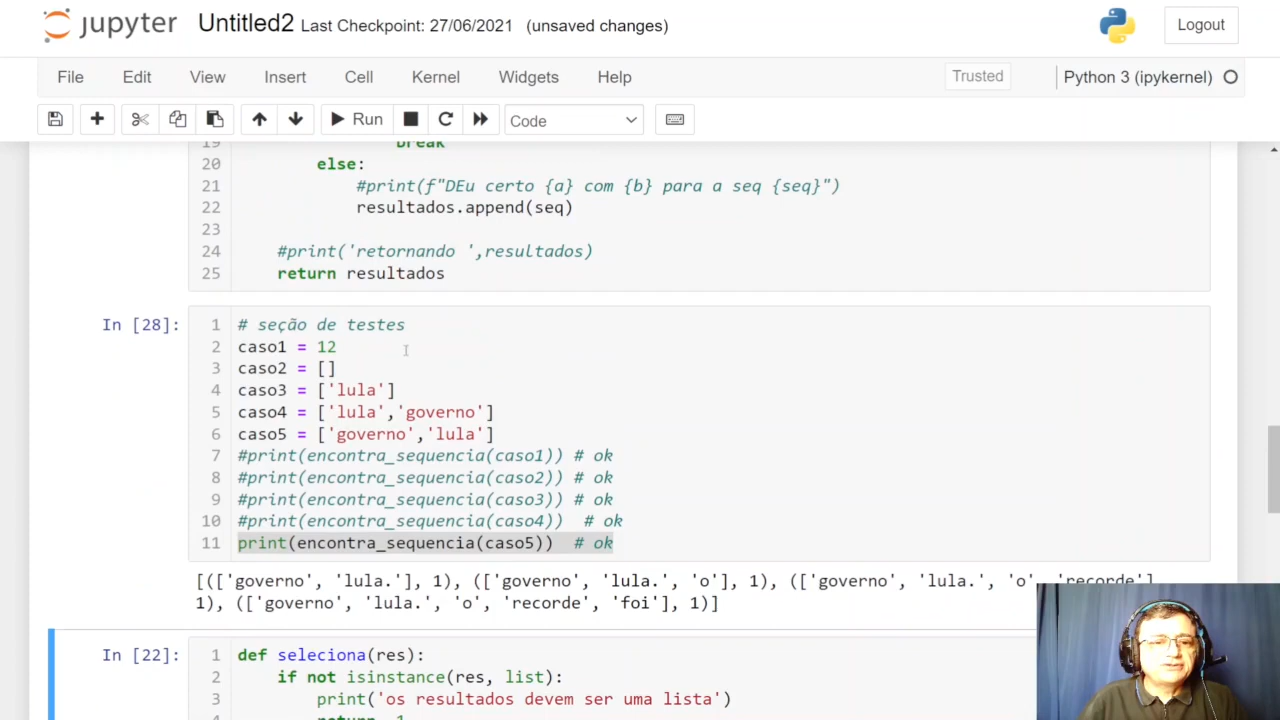 jupyter Untitled2 Last Checkpoint: 27/06/2021 (unsaved changes) Logout
File Edit View Insert Cell Kernel Widgets Help Trusted Python 3 (ipykernel)
Run Code
19 break
20 else:
21 #print(f"DEu certo {a} com {b} para a seq {seq}")
22 resultados.append(seq)
23
24 #print('retornando ',resultados)
25 return resultados
In [28]: 1 # seção de testes
2 caso1 = 12
3 caso2 = []
4 caso3 = ['lula']
5 caso4 = ['lula','governo']
6 caso5 = ['governo','lula']
7 #print(encontra_sequencia(caso1)) # ok
8 #print(encontra_sequencia(caso2)) # ok
9 #print(encontra_sequencia(caso3)) # ok
10 #print(encontra_sequencia(caso4))  # ok
11 print(encontra_sequencia(caso5))  # ok
[(['governo', 'lula.'], 1), (['governo', 'lula.', 'o'], 1), (['governo', 'lula.', 'o', 'recorde']
1), (['governo', 'lula.', 'o', 'recorde', 'foi'], 1)]
In [22]: 1 def seleciona(res):
2 if not isinstance(res, list):
3 print('os resultados devem ser uma lista')
4 return -1